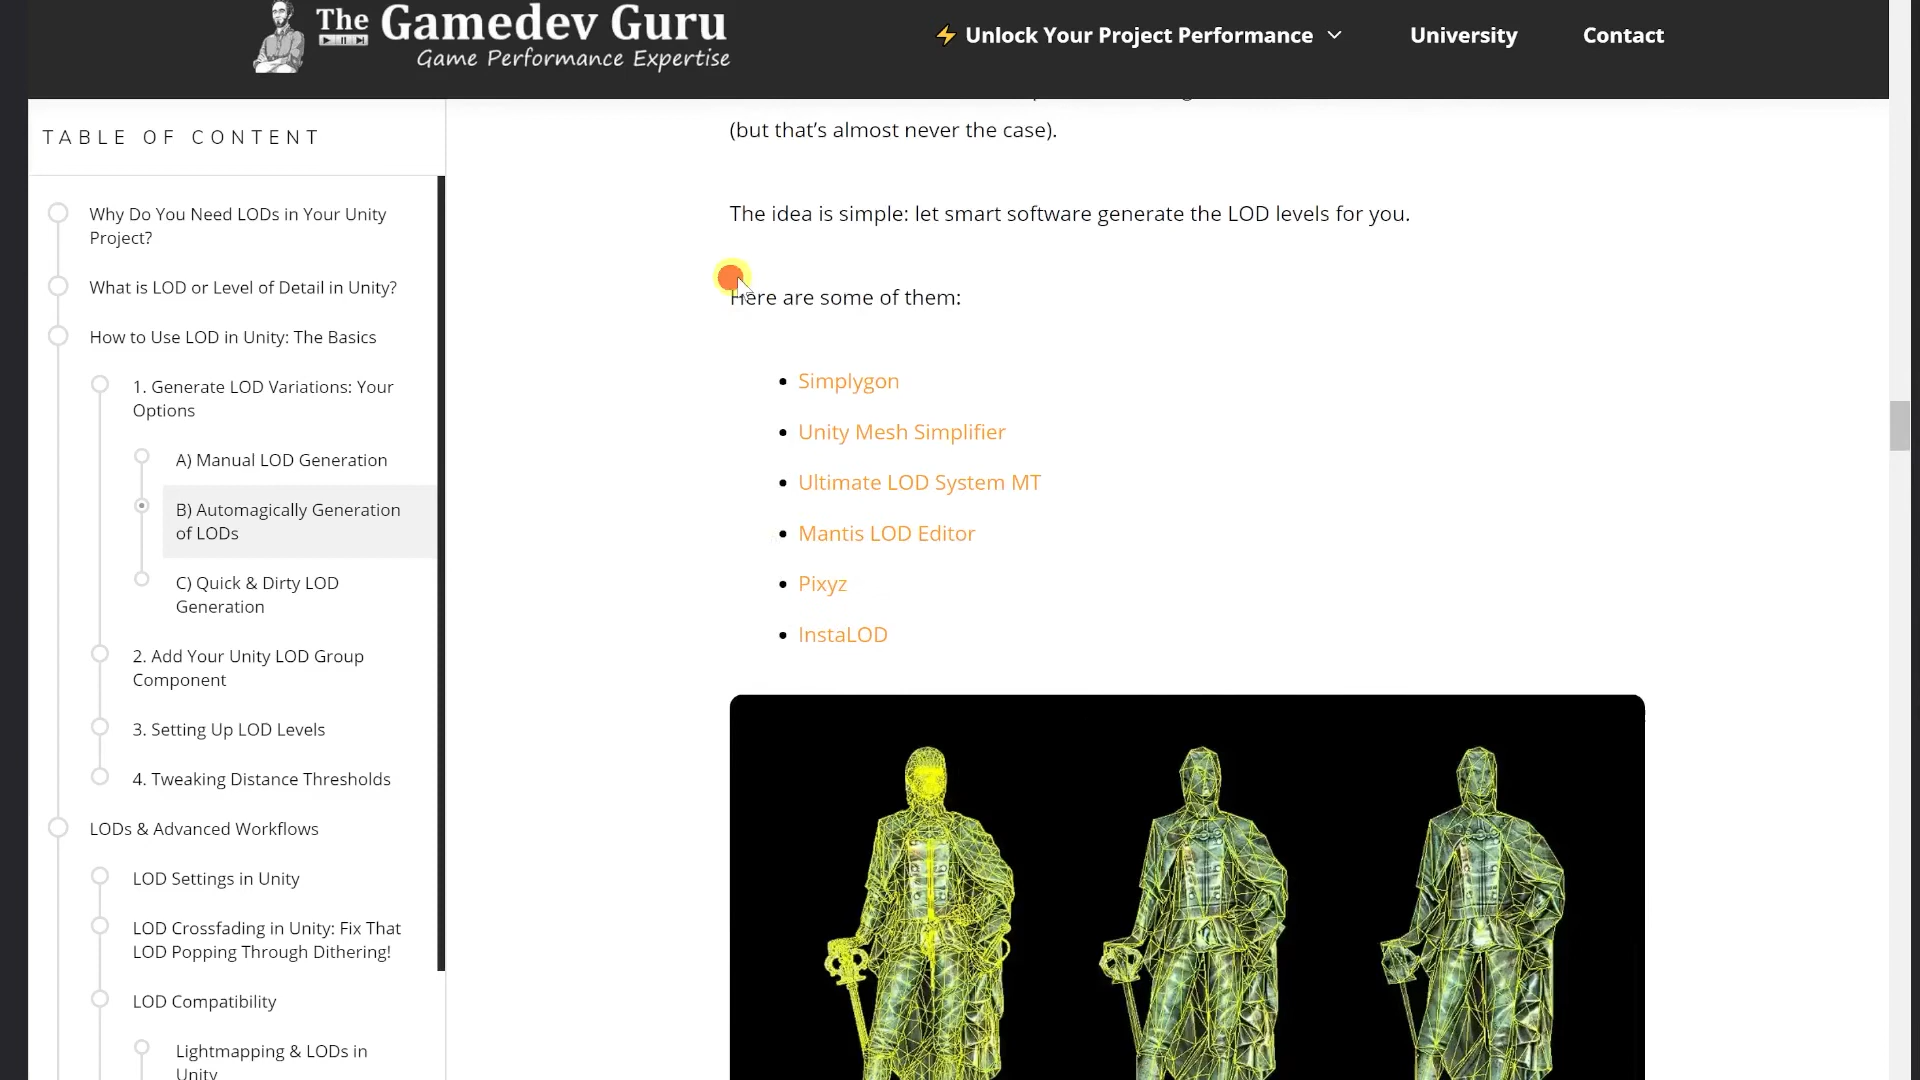 The Gamedev Guru
Game Performance Expertise
⚡ Unlock Your Project Performance
University
Contact
TABLE OF CONTENT
Why Do You Need LODs in Your Unity
Project?
What is LOD or Level of Detail in Unity?
How to Use LOD in Unity: The Basics
1. Generate LOD Variations: Your
Options
A) Manual LOD Generation
B) Automagically Generation
of LODs
C) Quick & Dirty LOD
Generation
2. Add Your Unity LOD Group
Component
3. Setting Up LOD Levels
4. Tweaking Distance Thresholds
LODs & Advanced Workflows
LOD Settings in Unity
LOD Crossfading in Unity: Fix That
LOD Popping Through Dithering!
LOD Compatibility
Lightmapping & LODs in
Unity
(but that’s almost never the case).
The idea is simple: let smart software generate the LOD levels for you.
Here are some of them:
• Simplygon
• Unity Mesh Simplifier
• Ultimate LOD System MT
• Mantis LOD Editor
• Pixyz
• InstaLOD